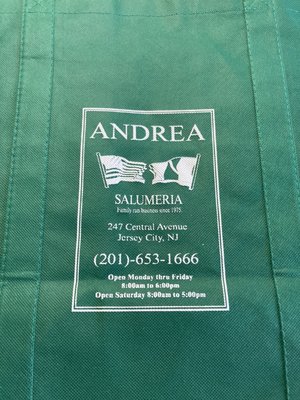 ANDREA
SALUMERIA
Family run business since 1975
247 Central Avenue
Jersey City, NJ
(201)-653-1666
Open Monday thru Friday
8:00am to 6:00pm
Open Saturday 8:00am to 5:00pm